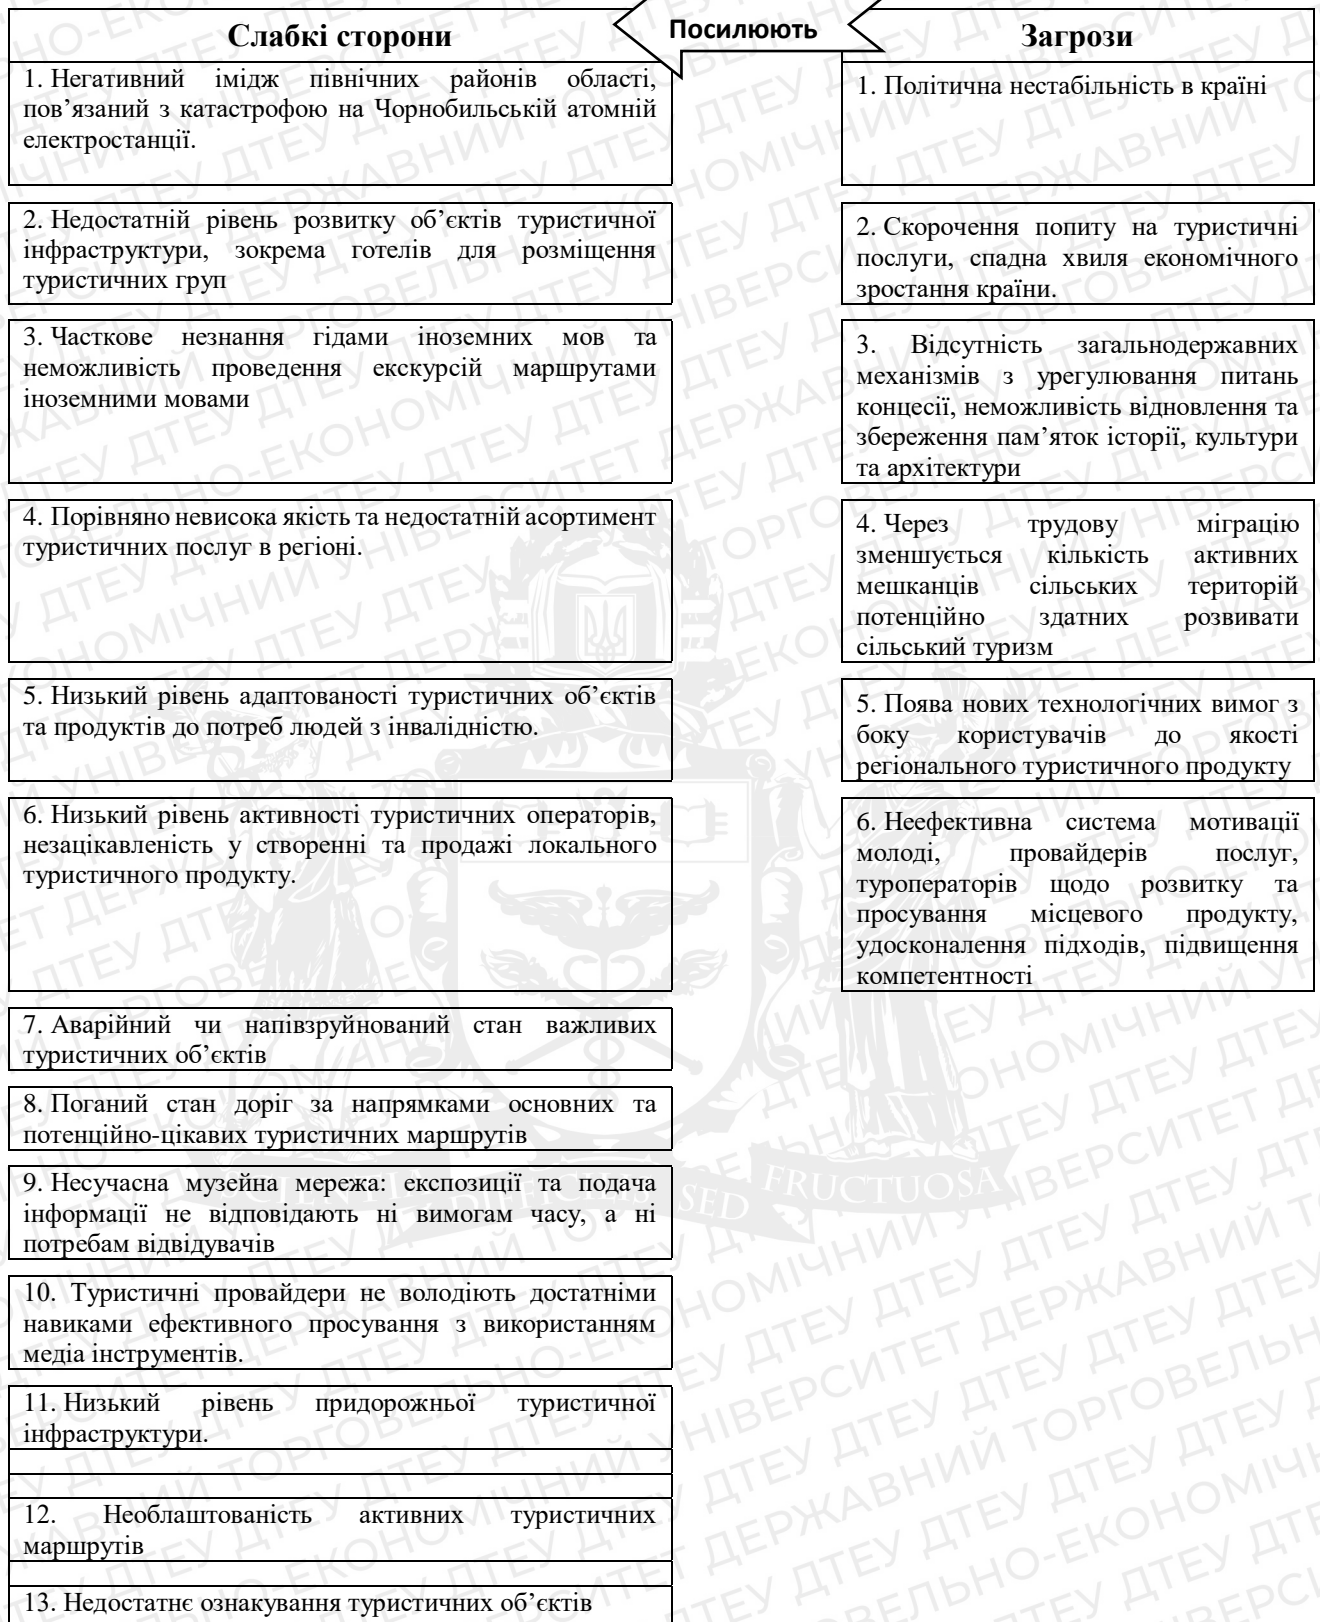 Слабкі сторони
Посилюють
Загрози
1. Негативний імідж північних районів області,
пов’язаний з катастрофою на Чорнобильській атомній
електростанції.
1. Політична нестабільність в країні
2. Недостатній рівень розвитку об’єктів туристичної
інфраструктури, зокрема готелів для розміщення
туристичних груп
2. Скорочення попиту на туристичні
послуги, спадна хвиля економічного
зростання країни.
3. Часткове незнання гідами іноземних мов та
неможливість проведення екскурсій маршрутами
іноземними мовами
3. Відсутність загальнодержавних
механізмів з урегулювання питань
концесії, неможливість відновлення та
збереження пам’яток історії, культури
та архітектури
4. Порівняно невисока якість та недостатній асортимент
туристичних послуг в регіоні.
4. Через трудову міграцію
зменшується кількість активних
мешканців сільських територій
потенційно здатних розвивати
сільський туризм
5. Низький рівень адаптованості туристичних об’єктів
та продуктів до потреб людей з інвалідністю.
5. Поява нових технологічних вимог з
боку користувачів до якості
регіонального туристичного продукту
6. Низький рівень активності туристичних операторів,
незацікавленість у створенні та продажі локального
туристичного продукту.
6. Неефективна система мотивації
молоді, провайдерів послуг,
туроператорів щодо розвитку та
просування місцевого продукту,
удосконалення підходів, підвищення
компетентності
7. Аварійний чи напівзруйнований стан важливих
туристичних об’єктів
8. Поганий стан доріг за напрямками основних та
потенційно-цікавих туристичних маршрутів
9. Несучасна музейна мережа: експозиції та подача
інформації не відповідають ні вимогам часу, а ні
потребам відвідувачів
10. Туристичні провайдери не володіють достатніми
навиками ефективного просування з використанням
медіа інструментів.
11. Низький рівень придорожньої туристичної
інфраструктури.
12. Необлаштованість активних туристичних
маршрутів
13. Недостатнє ознакування туристичних об’єктів
SCIENTIA DIFFICILIS SED FRUCTUOSA